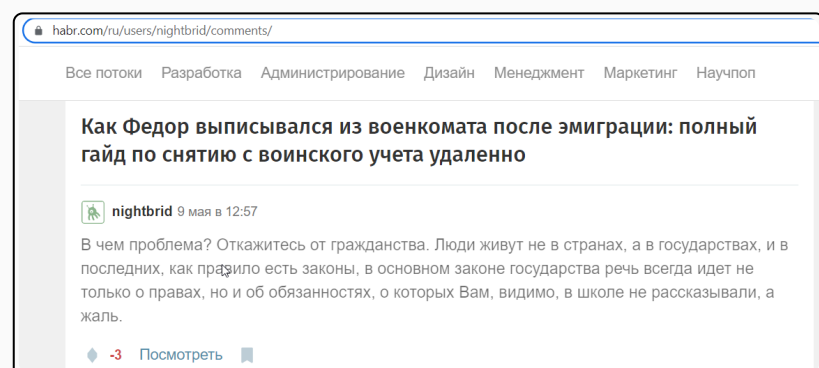 habr.com/ru/users/nightbrid/comments/
Все потоки Разработка Администрирование Дизайн Менеджмент Маркетинг Научпоп
Как Федор выписывался из военкомата после эмиграции: полный
гайд по снятию с воинского учета удаленно
nightbrid 9 мая в 12:57
В чем проблема? Откажитесь от гражданства. Люди живут не в странах, а в государствах, и в
последних, как правило есть законы, в основном законе государства речь всегда идет не
только о правах, но и об обязанностях, о которых Вам, видимо, в школе не рассказывали, а
жаль.
-3 Посмотреть